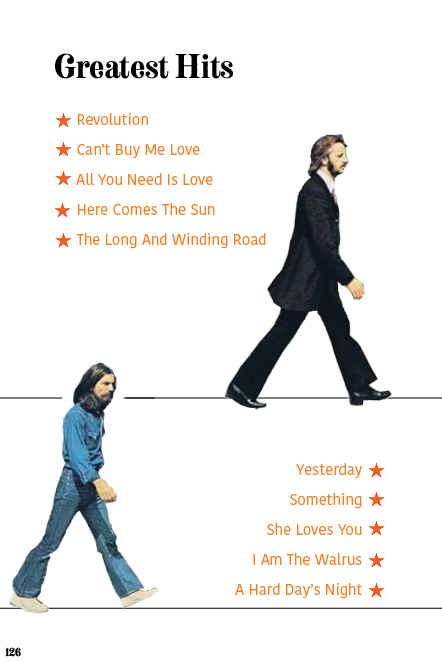 Greatest Hits
Revolution
Can't Buy Me Love
All You Need Is Love
Here Comes The Sun
The Long And Winding Road
Yesterday
Something
She Loves You
I Am The Walrus
A Hard Day's Night
126